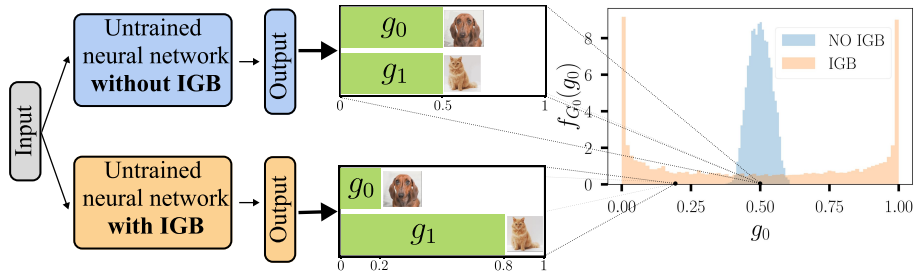 Input
Untrained
neural network
without IGB
Output
g₀
g₁
0 0.5 1
Untrained
neural network
with IGB
Output
g₀
g₁
0 0.2 0.8 1
f_{G₀}(g₀)
8
6
4
2
0
NO IGB
IGB
0.00 0.25 0.50 0.75 1.00
g₀